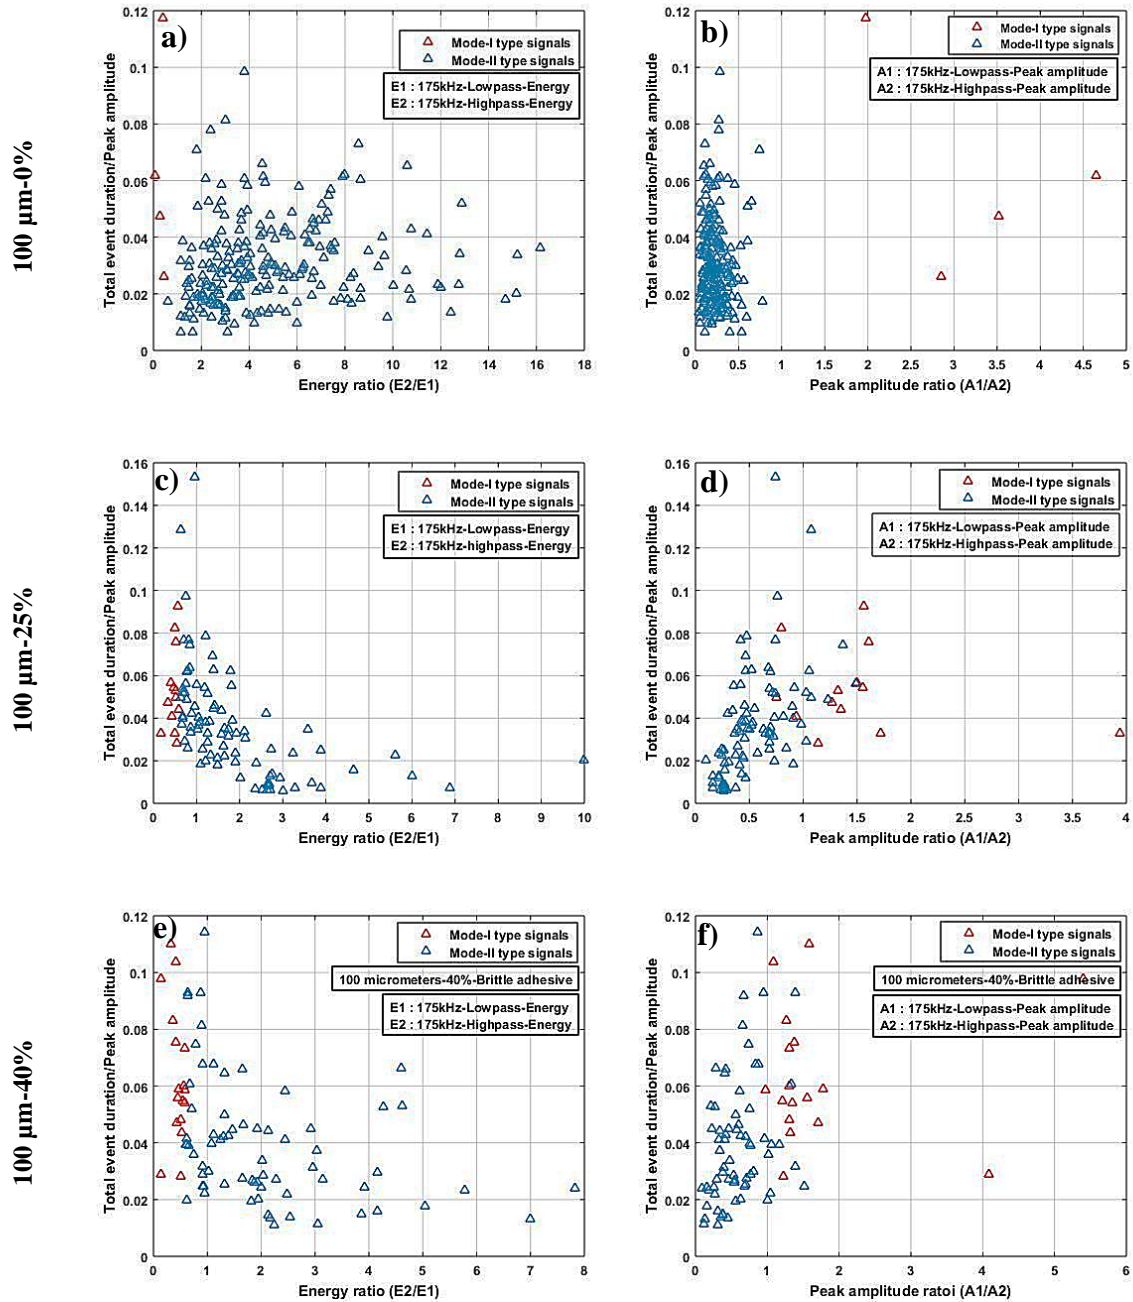 100 µm-0%
a)
Mode-I type signals
Mode-II type signals
E1 : 175kHz-Lowpass-Energy
E2 : 175kHz-Highpass-Energy
Total event duration/Peak amplitude
0.12
0.1
0.08
0.06
0.04
0.02
0
0 2 4 6 8 10 12 14 16 18
Energy ratio (E2/E1)
b)
Mode-I type signals
Mode-II type signals
A1 : 175kHz-Lowpass-Peak amplitude
A2 : 175kHz-Highpass-Peak amplitude
Total event duration/Peak amplitude
0.12
0.1
0.08
0.06
0.04
0.02
0
0 0.5 1 1.5 2 2.5 3 3.5 4 4.5 5
Peak amplitude ratio (A1/A2)
100 µm-25%
c)
Mode-I type signals
Mode-II type signals
E1 : 175kHz-Lowpass-Energy
E2 : 175kHz-highpass-Energy
Total event duration/Peak amplitude
0.16
0.14
0.12
0.1
0.08
0.06
0.04
0.02
0
0 1 2 3 4 5 6 7 8 9 10
Energy ratio (E2/E1)
d)
Mode-I type signals
Mode-II type signals
A1 : 175kHz-Lowpass-Peak amplitude
A2 : 175kHz-Highpass-Peak amplitude
Total event duration/Peak amplitude
0.16
0.14
0.12
0.1
0.08
0.06
0.04
0.02
0
0 0.5 1 1.5 2 2.5 3 3.5 4
Peak amplitude ratio (A1/A2)
100 µm-40%
e)
Mode-I type signals
Mode-II type signals
100 micrometers-40%-Brittle adhesive
E1 : 175kHz-Lowpass-Energy
E2 : 175kHz-Highpass-Energy
Total event duration/Peak amplitude
0.12
0.1
0.08
0.06
0.04
0.02
0
0 1 2 3 4 5 6 7 8
Energy ratio (E2/E1)
f)
Mode-I type signals
Mode-II type signals
100 micrometers-40%-Brittle adhesive
A1 : 175kHz-Lowpass-Peak amplitude
A2 : 175kHz-Highpass-Peak amplitude
Total event duration/Peak amplitude
0.12
0.1
0.08
0.06
0.04
0.02
0
0 1 2 3 4 5 6
Peak amplitude ratoi (A1/A2)